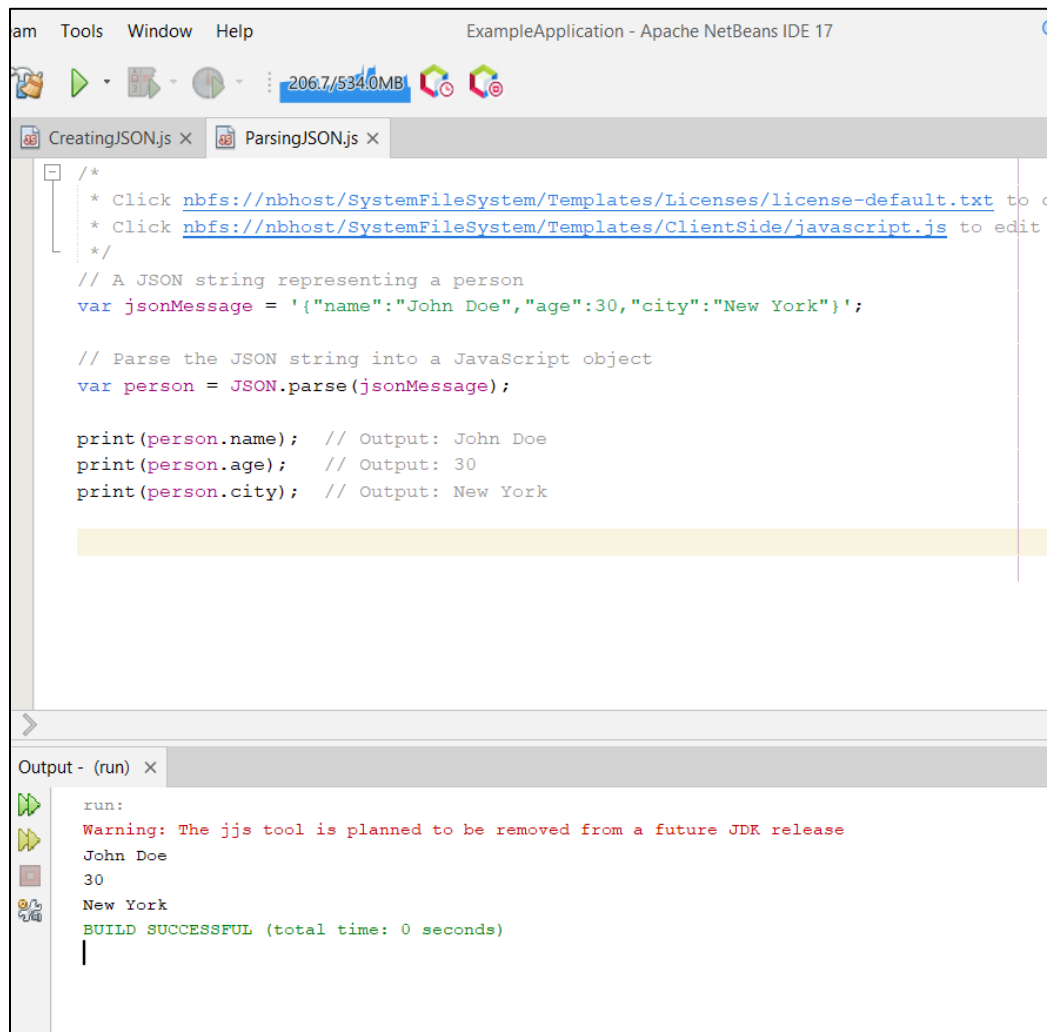 am Tools Window Help ExampleApplication - Apache NetBeans IDE 17
206.7/534.0MB
CreatingJSON.js × ParsingJSON.js ×
/*
* Click nbfs://nbhost/SystemFileSystem/Templates/Licenses/license-default.txt to c
* Click nbfs://nbhost/SystemFileSystem/Templates/ClientSide/javascript.js to edit
*/
// A JSON string representing a person
var jsonMessage = '{"name":"John Doe","age":30,"city":"New York"}';
// Parse the JSON string into a JavaScript object
var person = JSON.parse(jsonMessage);
print(person.name);  // Output: John Doe
print(person.age);   // Output: 30
print(person.city);  // Output: New York
Output - (run) ×
run:
Warning: The jjs tool is planned to be removed from a future JDK release
John Doe
30
New York
BUILD SUCCESSFUL (total time: 0 seconds)